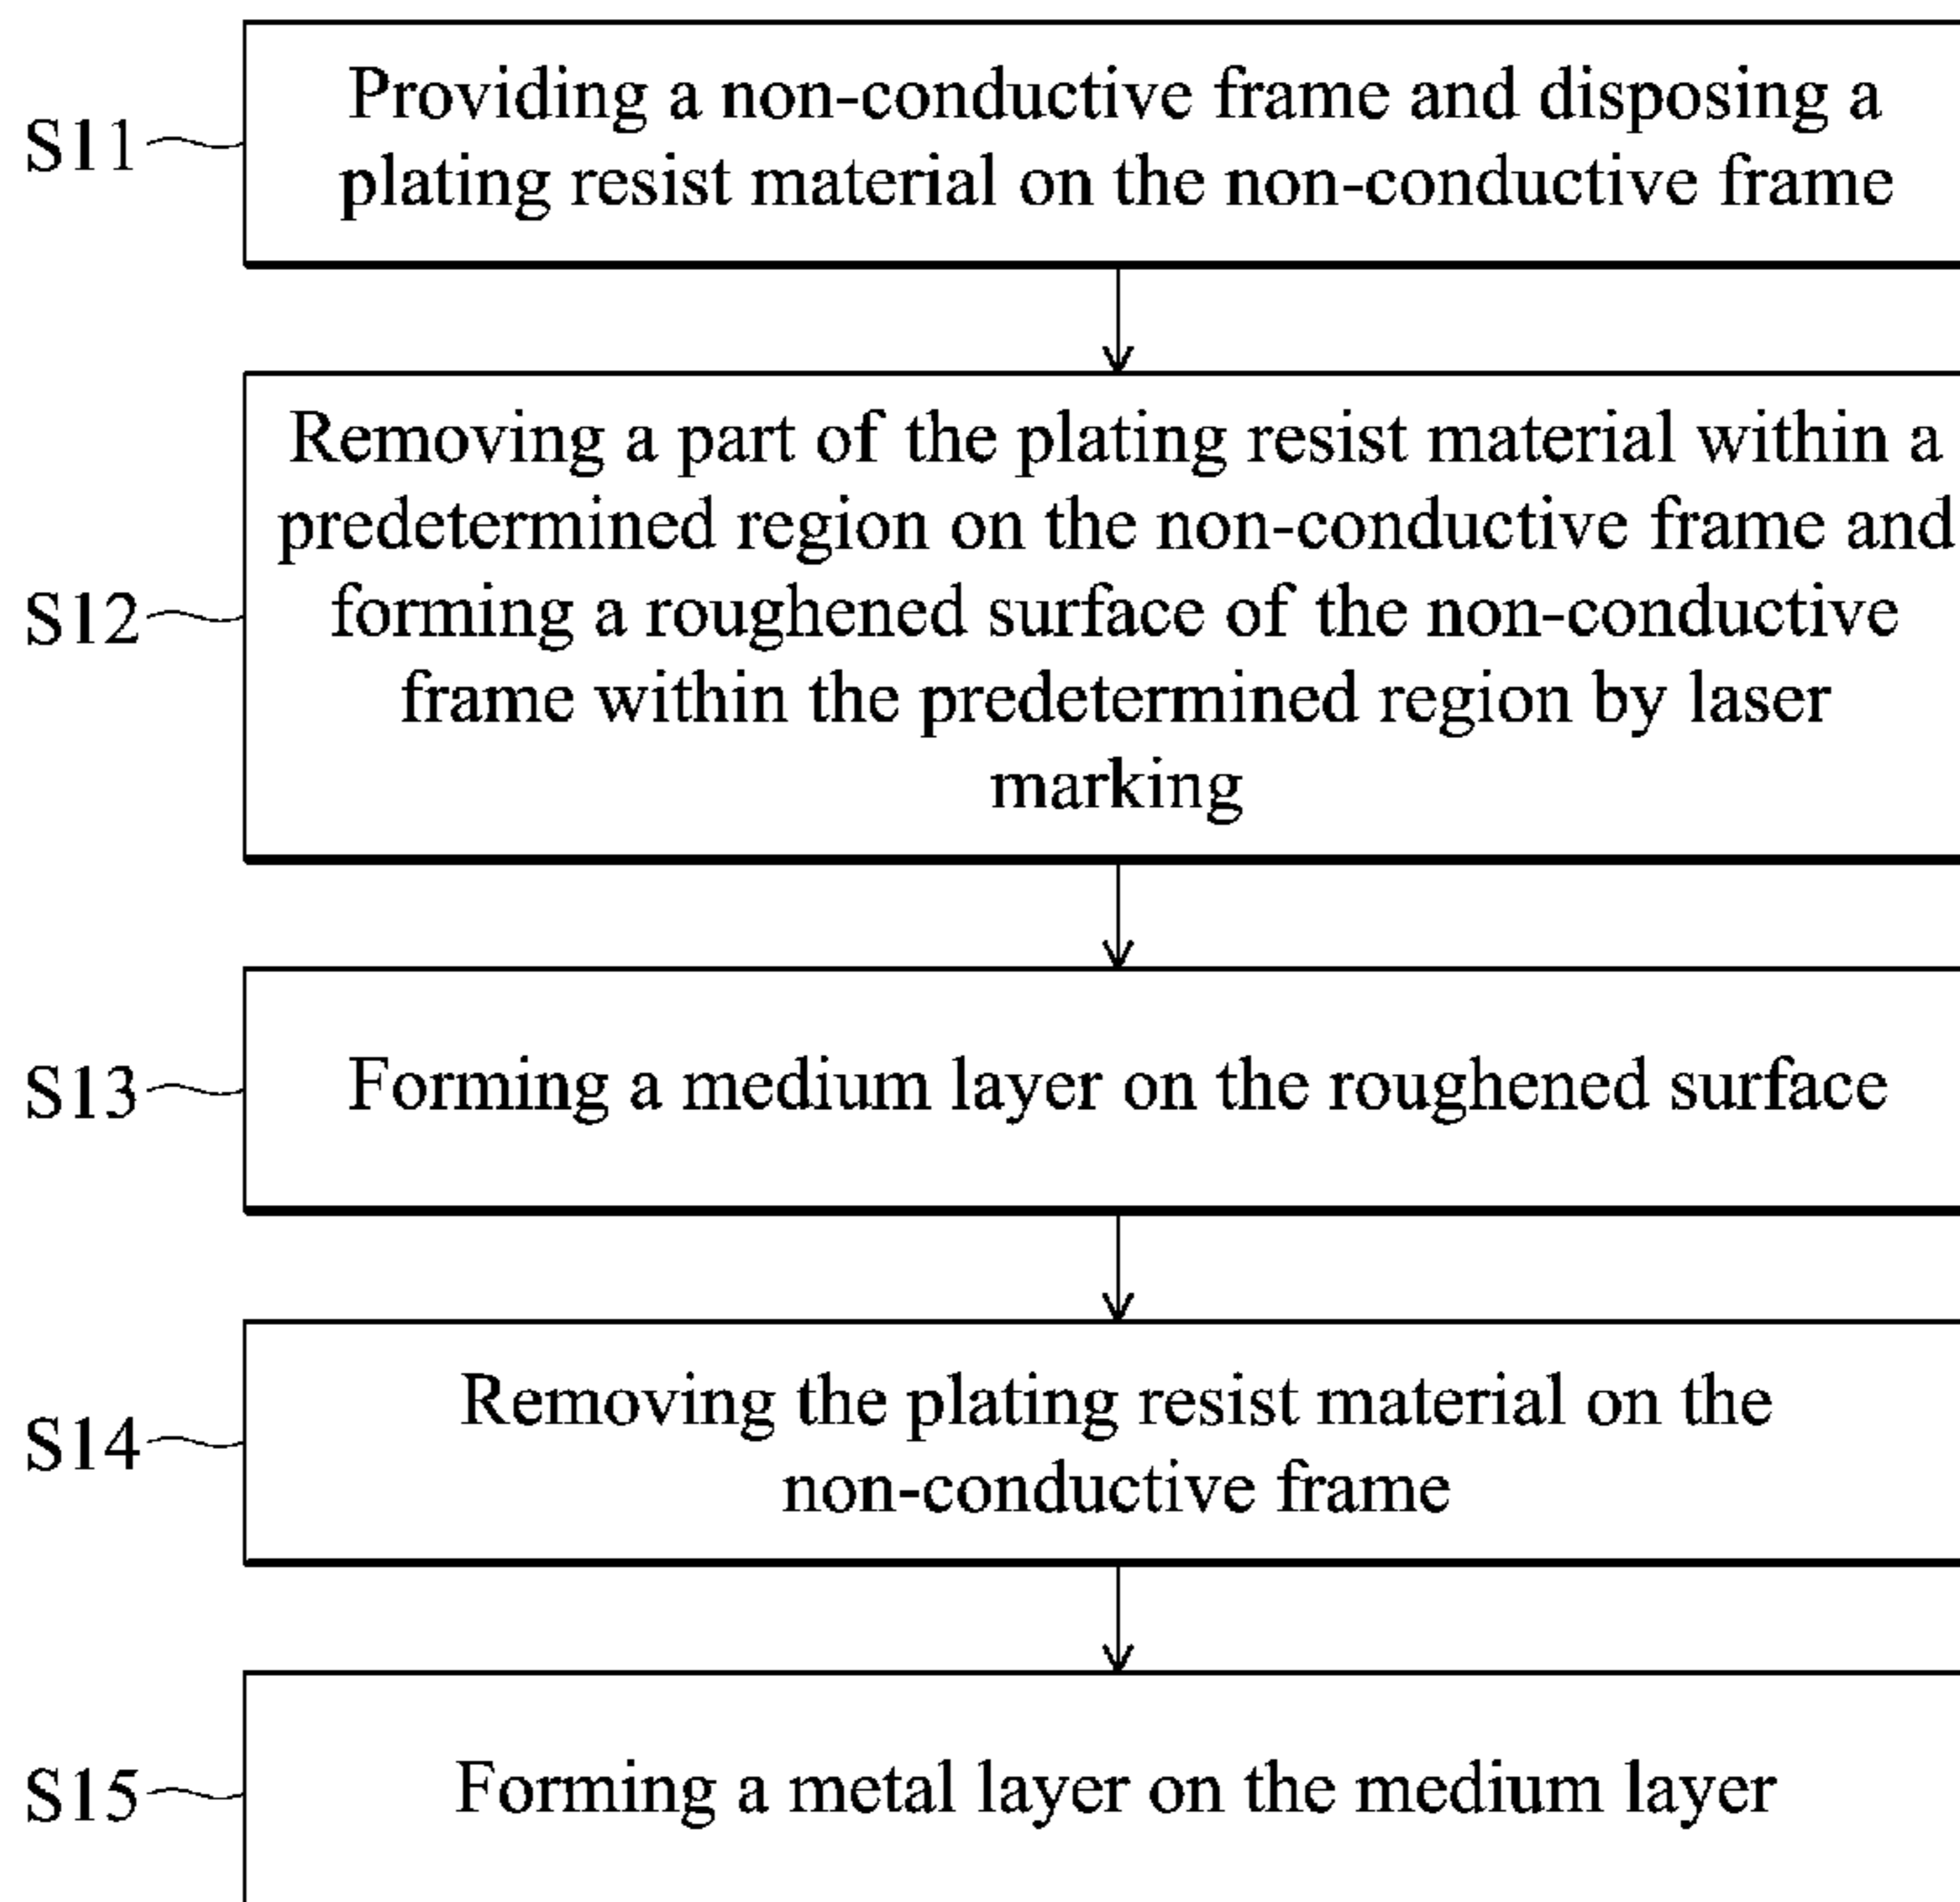 S11
Providing a non-conductive frame and disposing a
plating resist material on the non-conductive frame
S12
Removing a part of the plating resist material within a
predetermined region on the non-conductive frame and
forming a roughened surface of the non-conductive
frame within the predetermined region by laser
marking
S13
Forming a medium layer on the roughened surface
S14
Removing the plating resist material on the
non-conductive frame
S15
Forming a metal layer on the medium layer